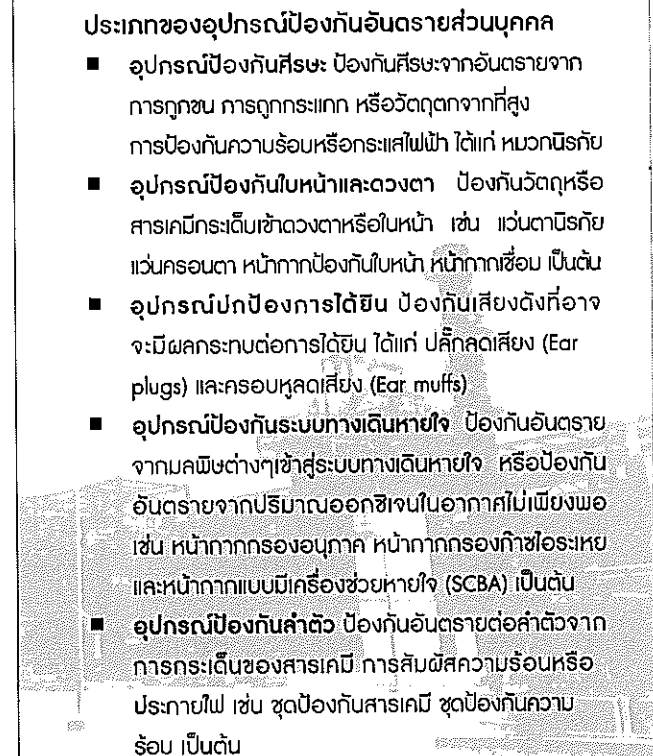 ประเภทของอุปกรณ์ป้องกันอันตรายส่วนบุคคล
■ อุปกรณ์ป้องกันศีรษะ ป้องกันศีรษะจากอันตรายจาก
การถูกชน การถูกกระแทก หรือวัตถุตกจากที่สูง
การป้องกันความร้อนหรือกระแสไฟฟ้า ได้แก่ หมวกนิรภัย
■ อุปกรณ์ป้องกันใบหน้าและดวงตา ป้องกันวัตถุหรือ
สารเคมีกระเด็นเข้าดวงตาหรือใบหน้า เช่น แว่นตานิรภัย
แว่นครอบตา หน้ากากป้องกันใบหน้า หน้ากากเชื่อม เป็นต้น
■ อุปกรณ์ปกป้องการได้ยิน ป้องกันเสียงดังที่อาจ
จะมีผลกระทบต่อการได้ยิน ได้แก่ ปลั๊กลดเสียง (Ear
plugs) และครอบหูลดเสียง (Ear muffs)
■ อุปกรณ์ป้องกันระบบทางเดินหายใจ ป้องกันอันตราย
จากมลพิษต่างๆเข้าสู่ระบบทางเดินหายใจ หรือป้องกัน
อันตรายจากปริมาณออกซิเจนในอากาศไม่เพียงพอ
เช่น หน้ากากกรองอนุภาค หน้ากากกรองก๊าซไอระเหย
และหน้ากากแบบมีเครื่องช่วยหายใจ (SCBA) เป็นต้น
■ อุปกรณ์ป้องกันลำตัว ป้องกันอันตรายต่อลำตัวจาก
การกระเด็นของสารเคมี การสัมผัสความร้อนหรือ
ประกายไฟ เช่น ชุดป้องกันสารเคมี ชุดป้องกันความ
ร้อน เป็นต้น